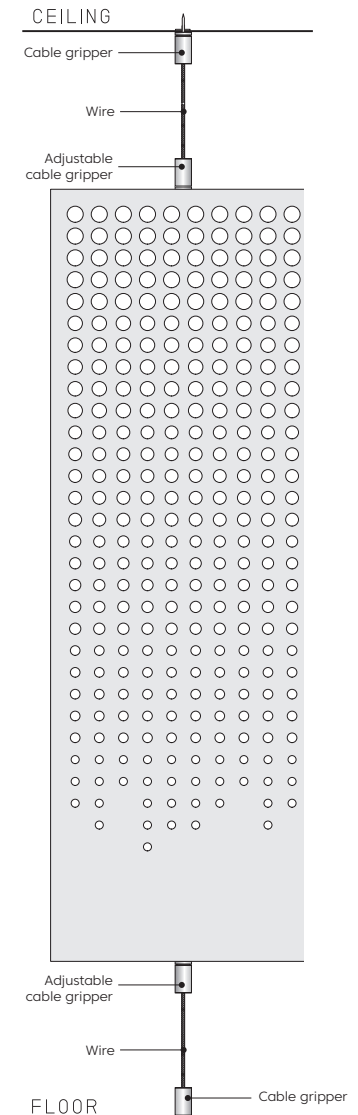 CEILING
Cable gripper
Wire
Adjustable
cable gripper
Adjustable
cable gripper
Wire
Cable gripper
FLOOR